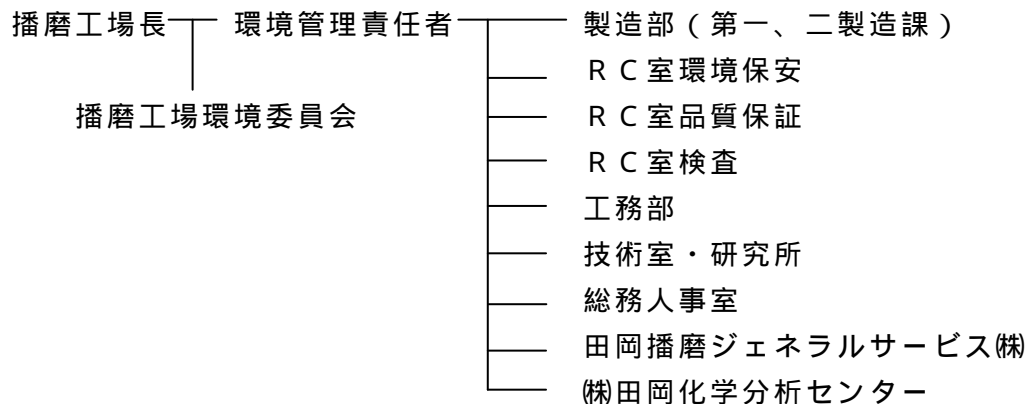 播磨工場長 環境管理責任者 製造部（第一、二製造課）
ＲＣ室環境保安
播磨工場環境委員会
ＲＣ室品質保証
ＲＣ室検査
工務部
技術室・研究所
総務人事室
田岡播磨ジェネラルサービス㈱
㈱田岡化学分析センター